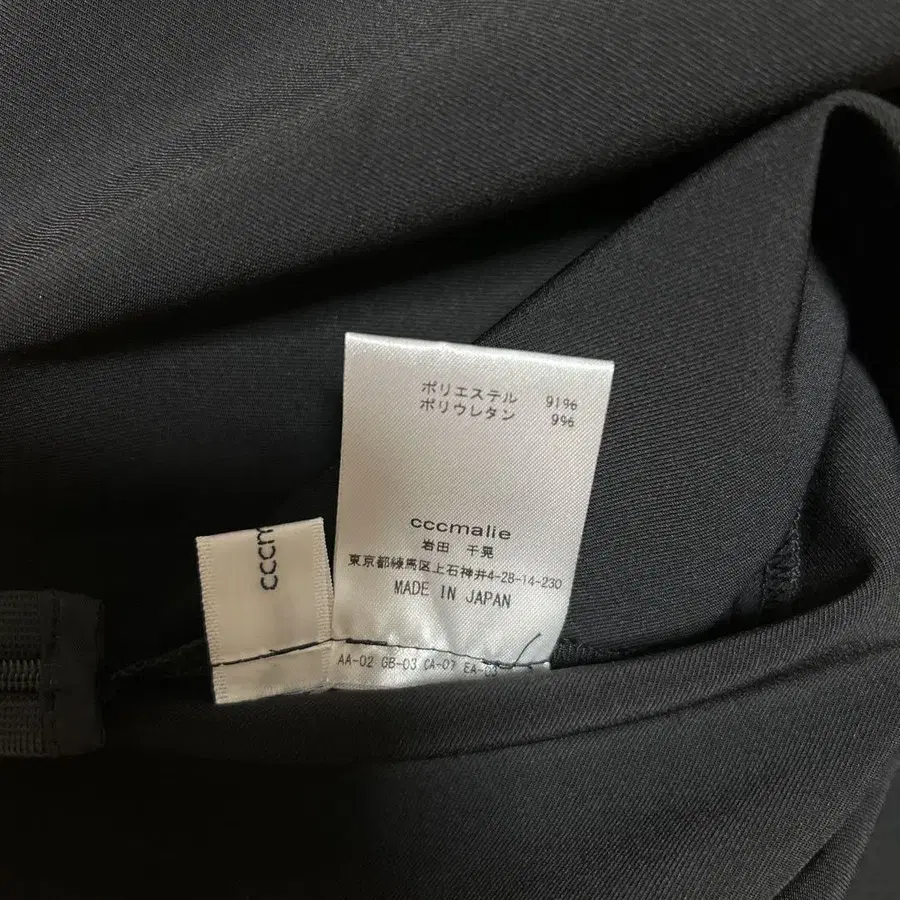 ポリエステル 91%
ポリウレタン 9%
cccmalie
岩田 千晃
東京都練馬区上石神井4-28-14-230
MADE IN JAPAN
AA-02 GB-03 CA-07
cccm